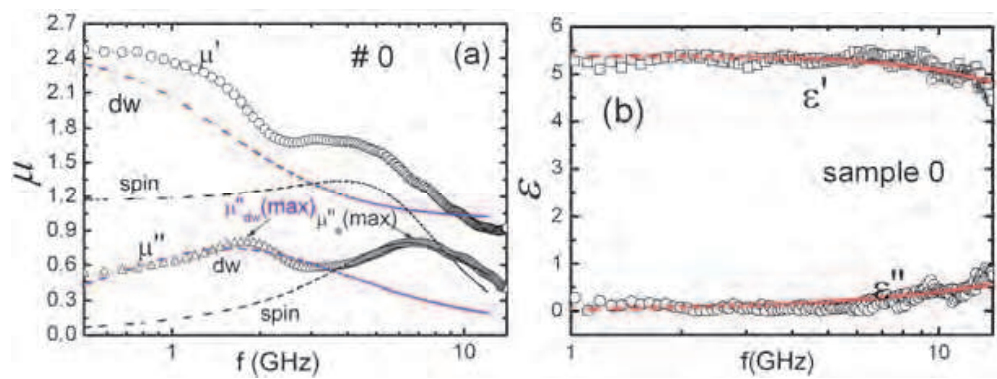 2.7
2.4
2.1
1.8
1.5
1.2
0.9
0.6
0.3
0.0
μ
μ'
# 0
(a)
dw
spin
μ"dw(max)
μ"s(max)
μ"
dw
spin
1
10
f (GHz)
6
5
4
3
2
1
0
ε
ε'
(b)
sample 0
ε"
1
10
f(GHz)